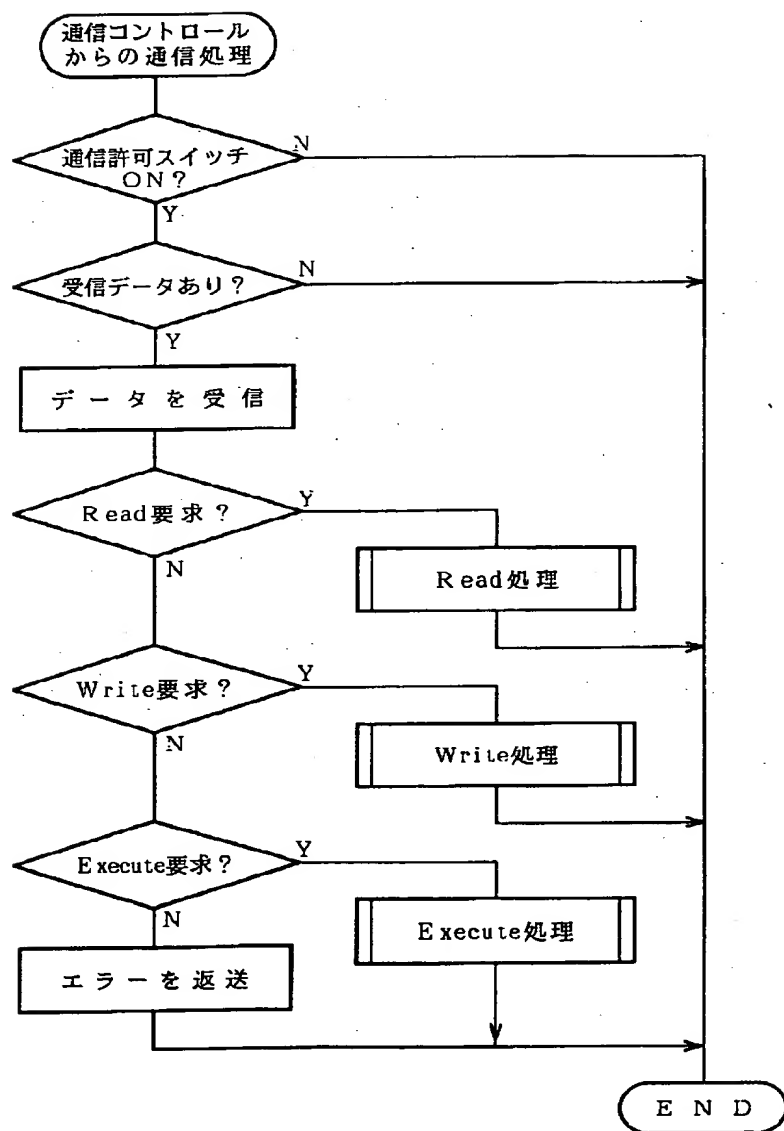 通信コントロール
からの通信処理
通信許可スイッチ
ON？
N
Y
受信データあり？
N
Y
データを受信
Read要求？
Y
N
Read処理
Write要求？
Y
N
Write処理
Execute要求？
Y
N
Execute処理
エラーを返送
END